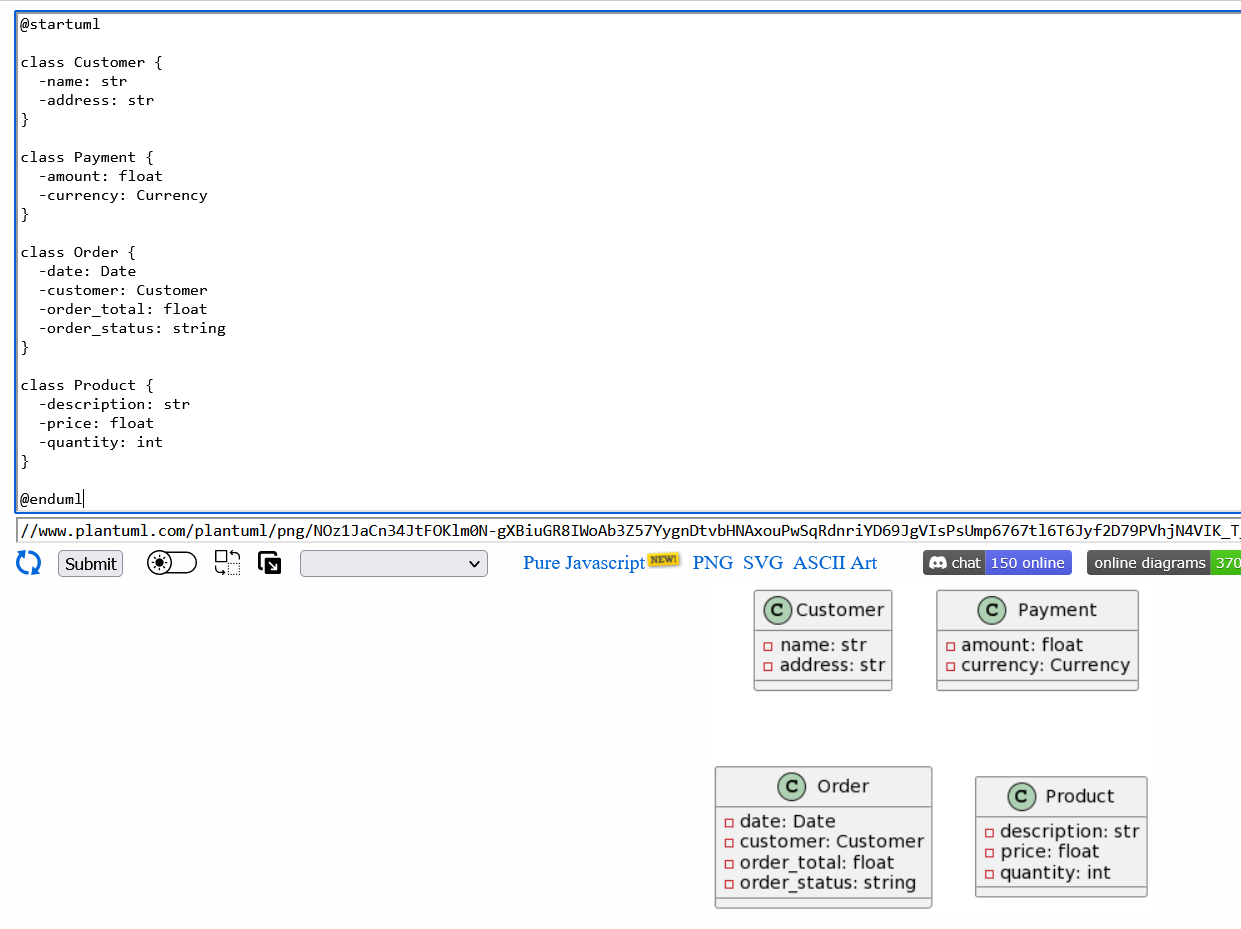 @startuml
class Customer {
-name: str
-address: str
}
class Payment {
-amount: float
-currency: Currency
}
class Order {
-date: Date
-customer: Customer
-order_total: float
-order_status: string
}
class Product {
-description: str
-price: float
-quantity: int
}
@enduml
//www.plantuml.com/plantuml/png/NOz1JaCn34JtFOKlm0N-gXBiuGR8IWoAb3Z57YygnDtvbHNAxouPwSqRdnriYD69JgVIsPsUmp6767tl6T6Jyf2D79PVhjN4VIK_T_
Submit Pure Javascript NEW! PNG SVG ASCII Art chat 150 online online diagrams 370
C Customer
name: str
address: str
C Payment
amount: float
currency: Currency
C Order
date: Date
customer: Customer
order_total: float
order_status: string
C Product
description: str
price: float
quantity: int